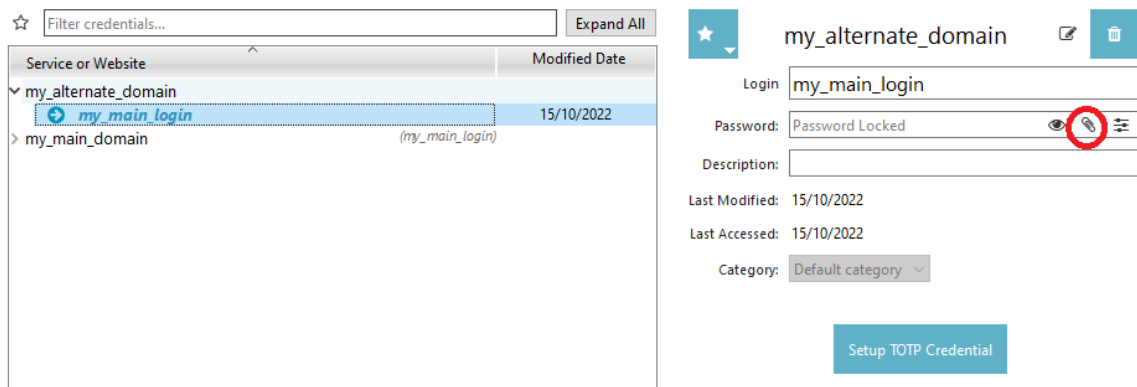 Filter credentials...
Expand All
Service or Website
Modified Date
my_alternate_domain
my_main_login
15/10/2022
my_main_domain
(my_main_login)
my_alternate_domain
Login
my_main_login
Password:
Password Locked
Description:
Last Modified:
15/10/2022
Last Accessed:
15/10/2022
Category:
Default category
Setup TOTP Credential